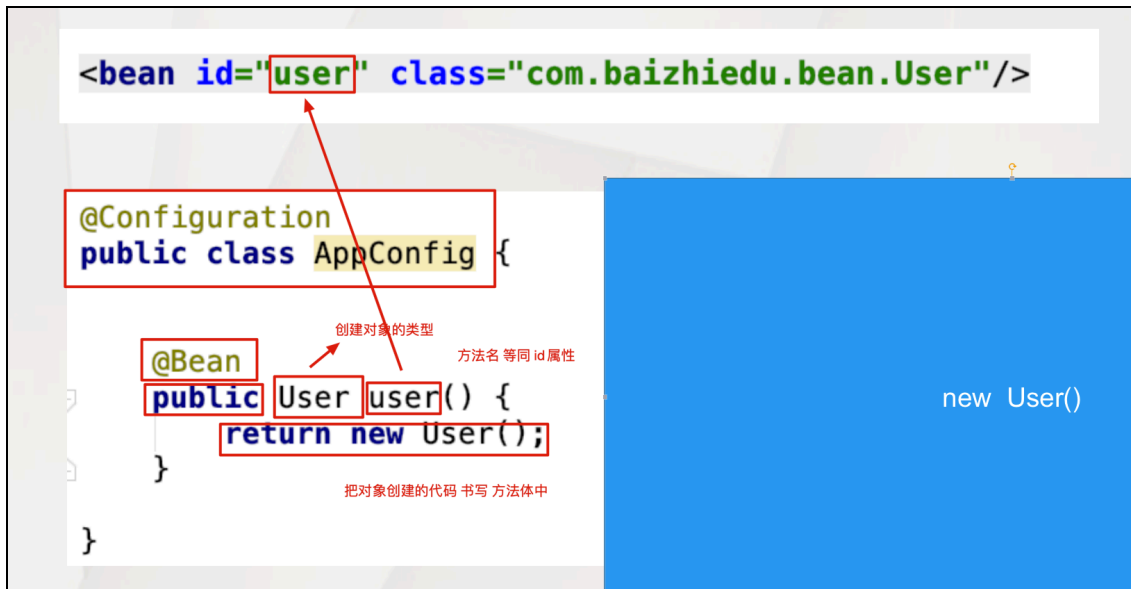 <bean id="user" class="com.baizhiedu.bean.User"/>
@Configuration
public class AppConfig {
创建对象的类型
@Bean
方法名 等同 id 属性
public User user() {
return new User();
}
把对象创建的代码 书写 方法体中
}
new User()